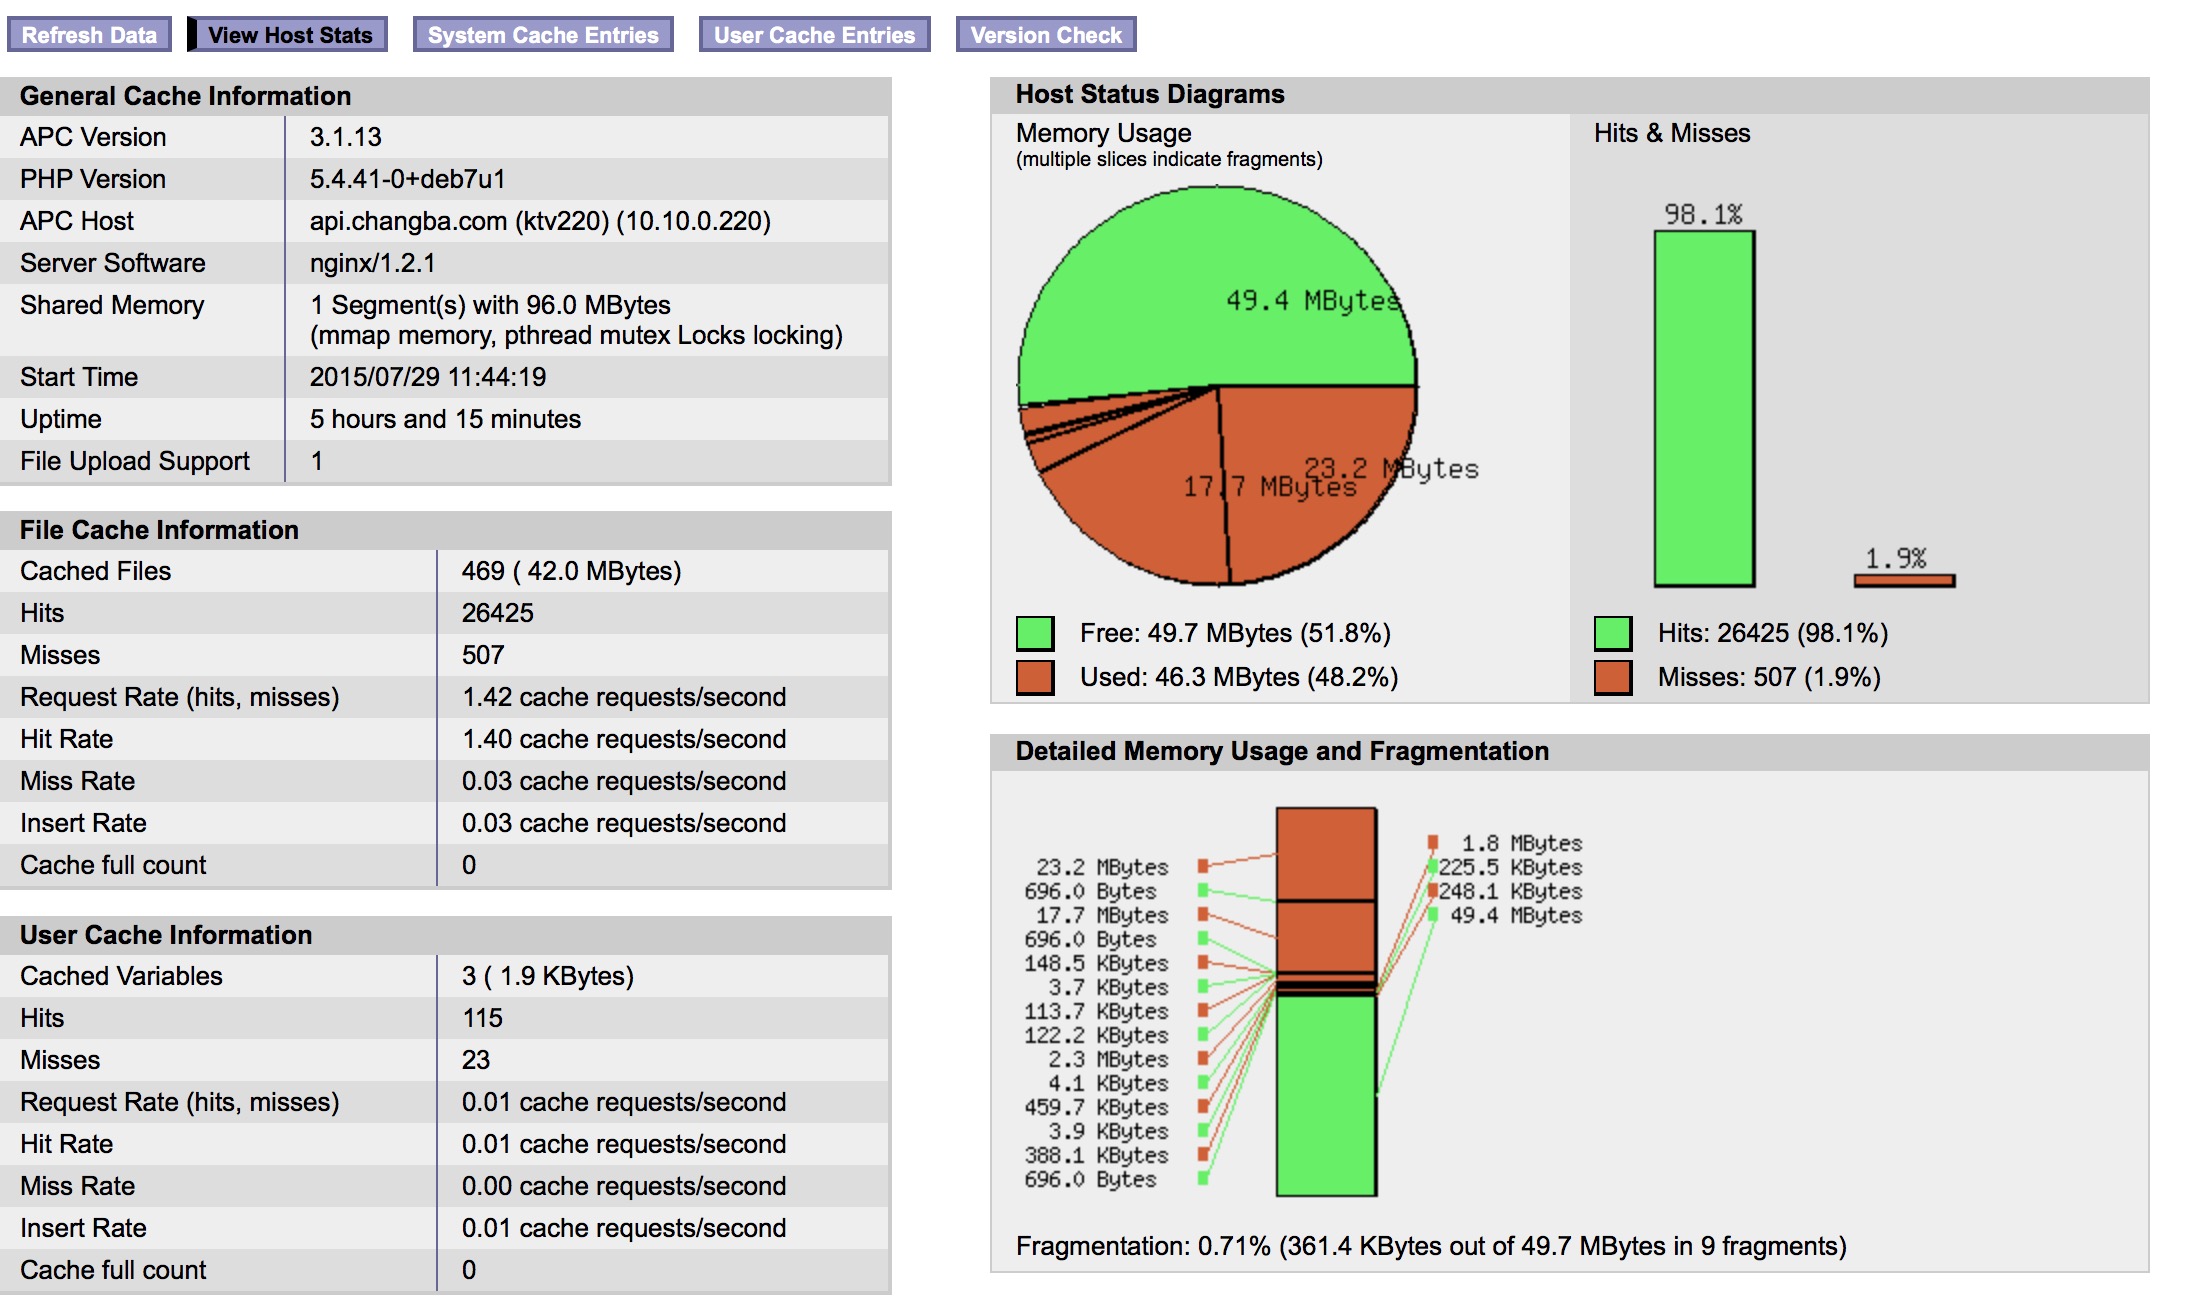 Refresh Data
View Host Stats
System Cache Entries
User Cache Entries
Version Check
General Cache Information
APC Version 3.1.13
PHP Version 5.4.41-0+deb7u1
APC Host api.changba.com (ktv220) (10.10.0.220)
Server Software nginx/1.2.1
Shared Memory 1 Segment(s) with 96.0 MBytes
(mmap memory, pthread mutex Locks locking)
Start Time 2015/07/29 11:44:19
Uptime 5 hours and 15 minutes
File Upload Support 1
File Cache Information
Cached Files 469 ( 42.0 MBytes)
Hits 26425
Misses 507
Request Rate (hits, misses) 1.42 cache requests/second
Hit Rate 1.40 cache requests/second
Miss Rate 0.03 cache requests/second
Insert Rate 0.03 cache requests/second
Cache full count 0
User Cache Information
Cached Variables 3 ( 1.9 KBytes)
Hits 115
Misses 23
Request Rate (hits, misses) 0.01 cache requests/second
Hit Rate 0.01 cache requests/second
Miss Rate 0.00 cache requests/second
Insert Rate 0.01 cache requests/second
Cache full count 0
Host Status Diagrams
Memory Usage
(multiple slices indicate fragments)
49.4 MBytes
23.2 MBytes
17.7 MBytes
Free: 49.7 MBytes (51.8%)
Used: 46.3 MBytes (48.2%)
Hits & Misses
98.1%
1.9%
Hits: 26425 (98.1%)
Misses: 507 (1.9%)
Detailed Memory Usage and Fragmentation
23.2 MBytes
696.0 Bytes
17.7 MBytes
696.0 Bytes
148.5 KBytes
3.7 KBytes
113.7 KBytes
122.2 KBytes
2.3 MBytes
4.1 KBytes
459.7 KBytes
3.9 KBytes
388.1 KBytes
696.0 Bytes
1.8 MBytes
225.5 KBytes
248.1 KBytes
49.4 MBytes
Fragmentation: 0.71% (361.4 KBytes out of 49.7 MBytes in 9 fragments)